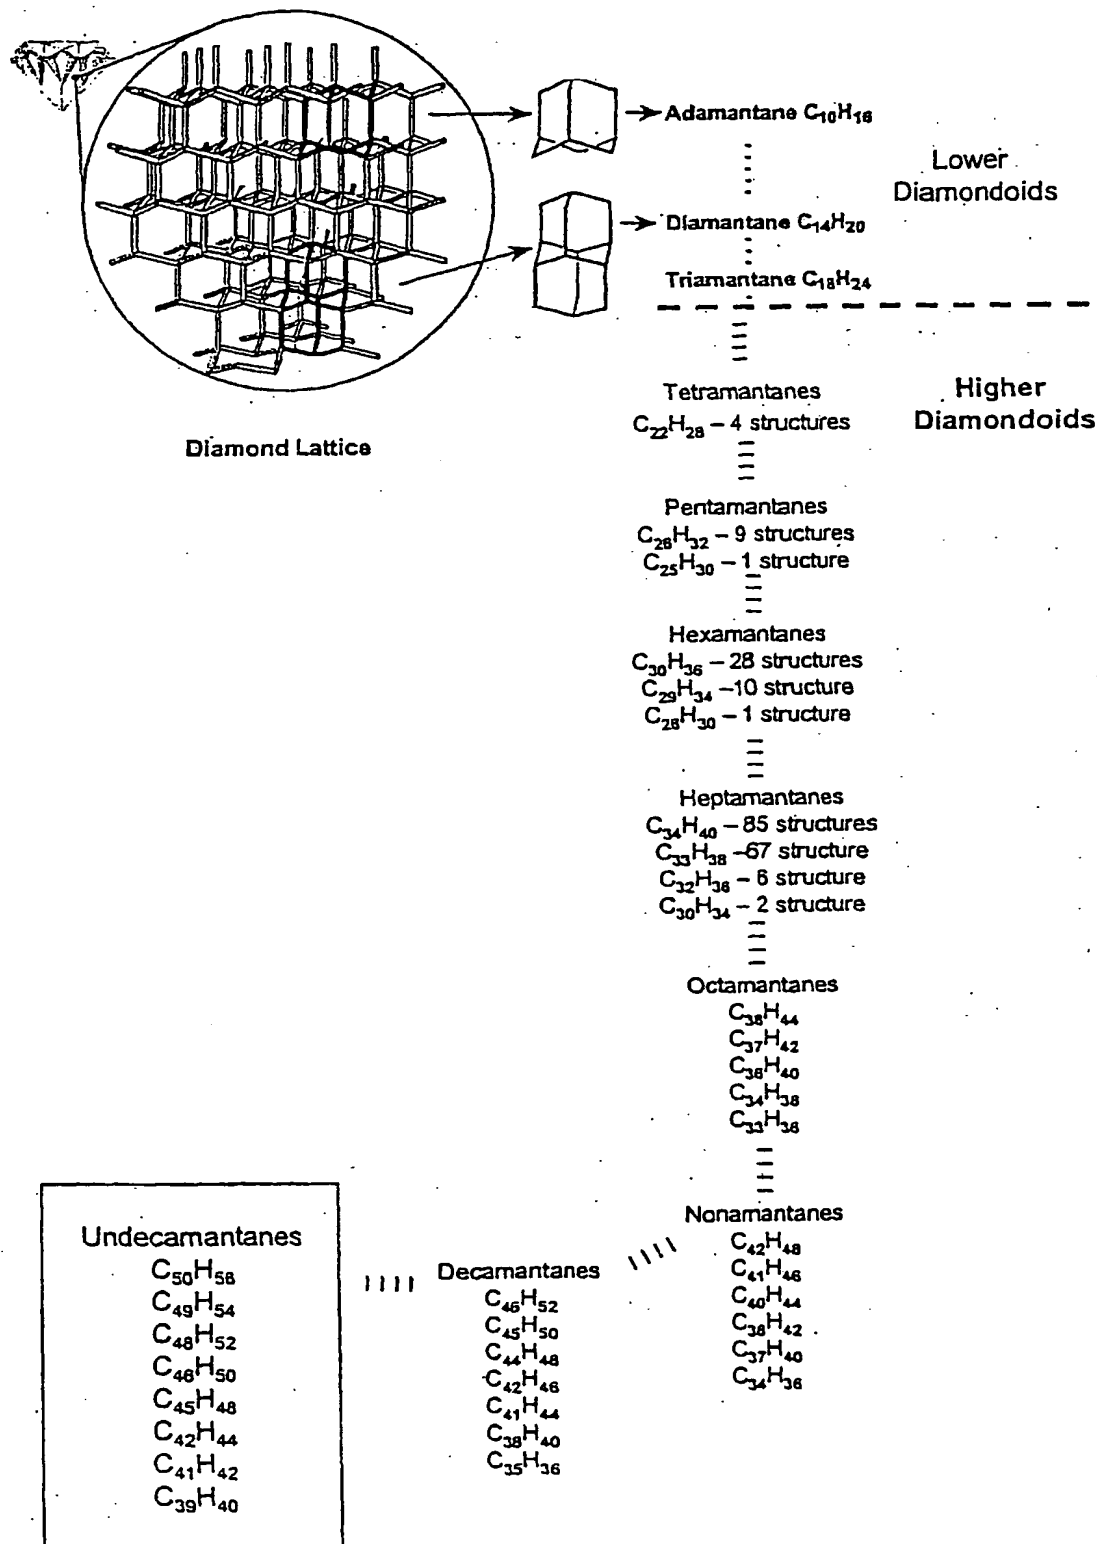 Adamantane C₁₀H₁₆
Lower
Diamondoids
Diamantane C₁₄H₂₀
Triamantane C₁₈H₂₄
Tetramantanes
C₂₂H₂₈ – 4 structures
Higher
Diamondoids
Diamond Lattice
Pentamantanes
C₂₆H₃₂ – 9 structures
C₂₅H₃₀ – 1 structure
Hexamantanes
C₃₀H₃₆ – 28 structures
C₂₉H₃₄ –10 structure
C₂₆H₃₀ – 1 structure
Heptamantanes
C₃₄H₄₀ – 85 structures
C₃₃H₃₈ –67 structure
C₃₂H₃₆ – 6 structure
C₃₀H₃₄ – 2 structure
Octamantanes
C₃₈H₄₄
C₃₇H₄₂
C₃₆H₄₀
C₃₄H₃₈
C₃₃H₃₆
Nonamantanes
C₄₂H₄₈
C₄₁H₄₆
C₄₀H₄₄
C₃₈H₄₂
C₃₇H₄₀
C₃₄H₃₆
Decamantanes
C₄₆H₅₂
C₄₅H₅₀
C₄₄H₄₈
C₄₂H₄₆
C₄₁H₄₄
C₃₈H₄₀
C₃₅H₃₆
Undecamantanes
C₅₀H₅₆
C₄₉H₅₄
C₄₈H₅₂
C₄₆H₅₀
C₄₅H₄₈
C₄₂H₄₄
C₄₁H₄₂
C₃₉H₄₀